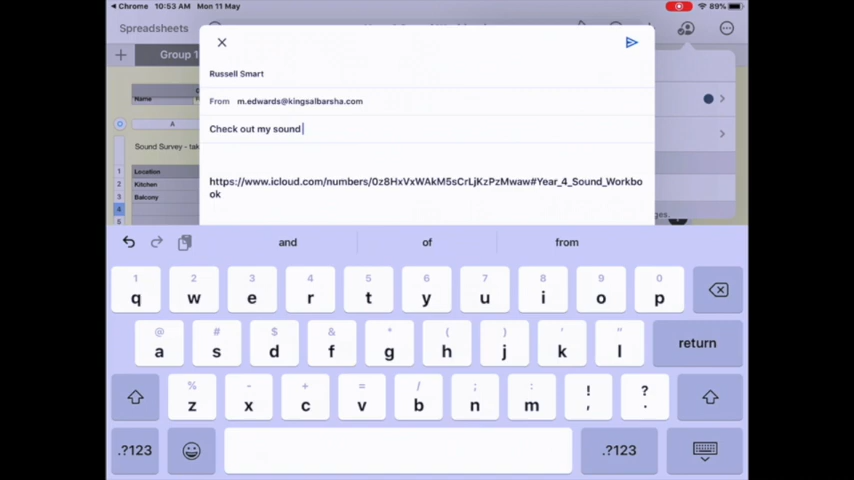 Chrome 10:53 AM Mon 11 May 89%
Spreadsheets
+ Group 1
Russell Smart
Name
From m.edwards@kingsalbarsha.com
A
Check out my sound
Sound Survey - tak
1 Location
2 Kitchen
3 Balcony
4
5
https://www.icloud.com/numbers/0z8HxVxWAkM5sCrLjKzPzMwaw#Year_4_Sound_Workbo
ok
ges.
and of from
1 2 3 4 5 6 7 8 9 0
q w e r t y u i o p
@ # $ & * ( ) ' "
a s d f g h j k l return
% - + = / ; : ! ?
z x c v b n m , .
.?123 .?123